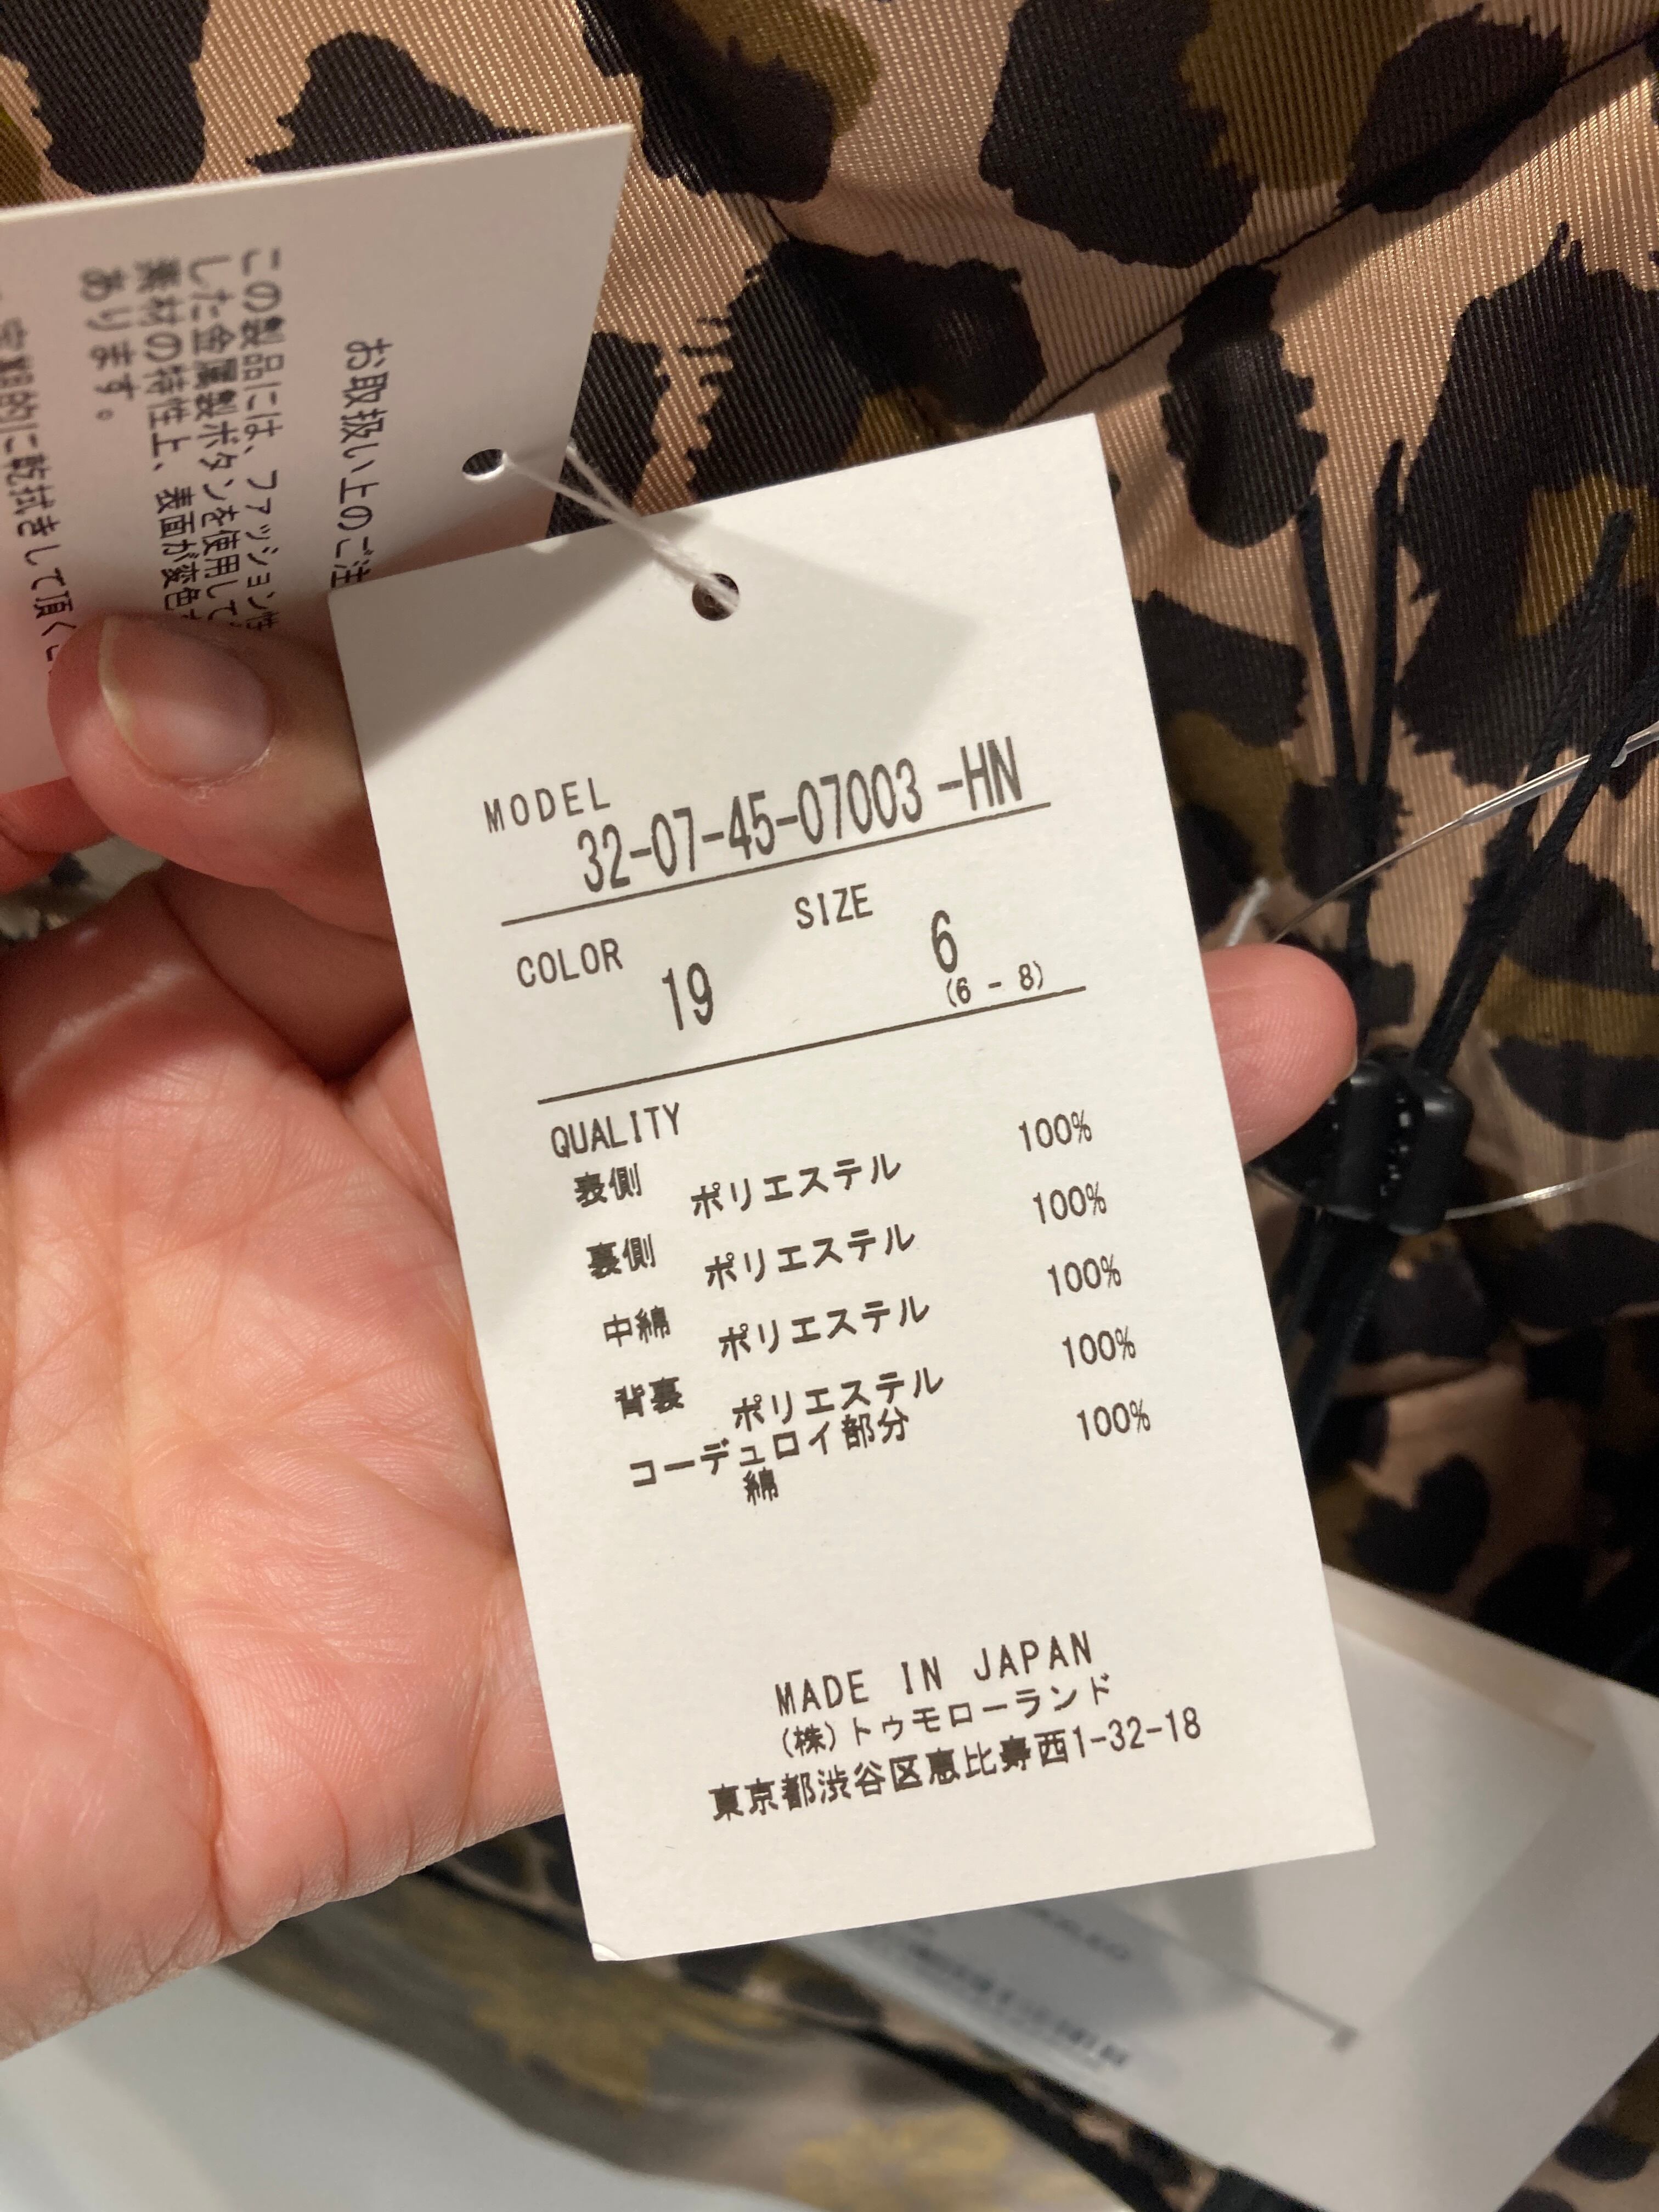 お取扱い上のご注
この製品には、ファッション性
した金属製ボタンを使用して
素材の特性上、表面が変色
あります。
定期的に乾拭きして頂く
MODEL
32-07-45-07003 -HN
COLOR 19 SIZE 6
(6 - 8)
QUALITY
表側 ポリエステル 100%
裏側 ポリエステル 100%
中綿 ポリエステル 100%
背裏 ポリエステル 100%
コーデュロイ部分
綿 100%
MADE IN JAPAN
(株)トゥモローランド
東京都渋谷区恵比寿西1-32-18